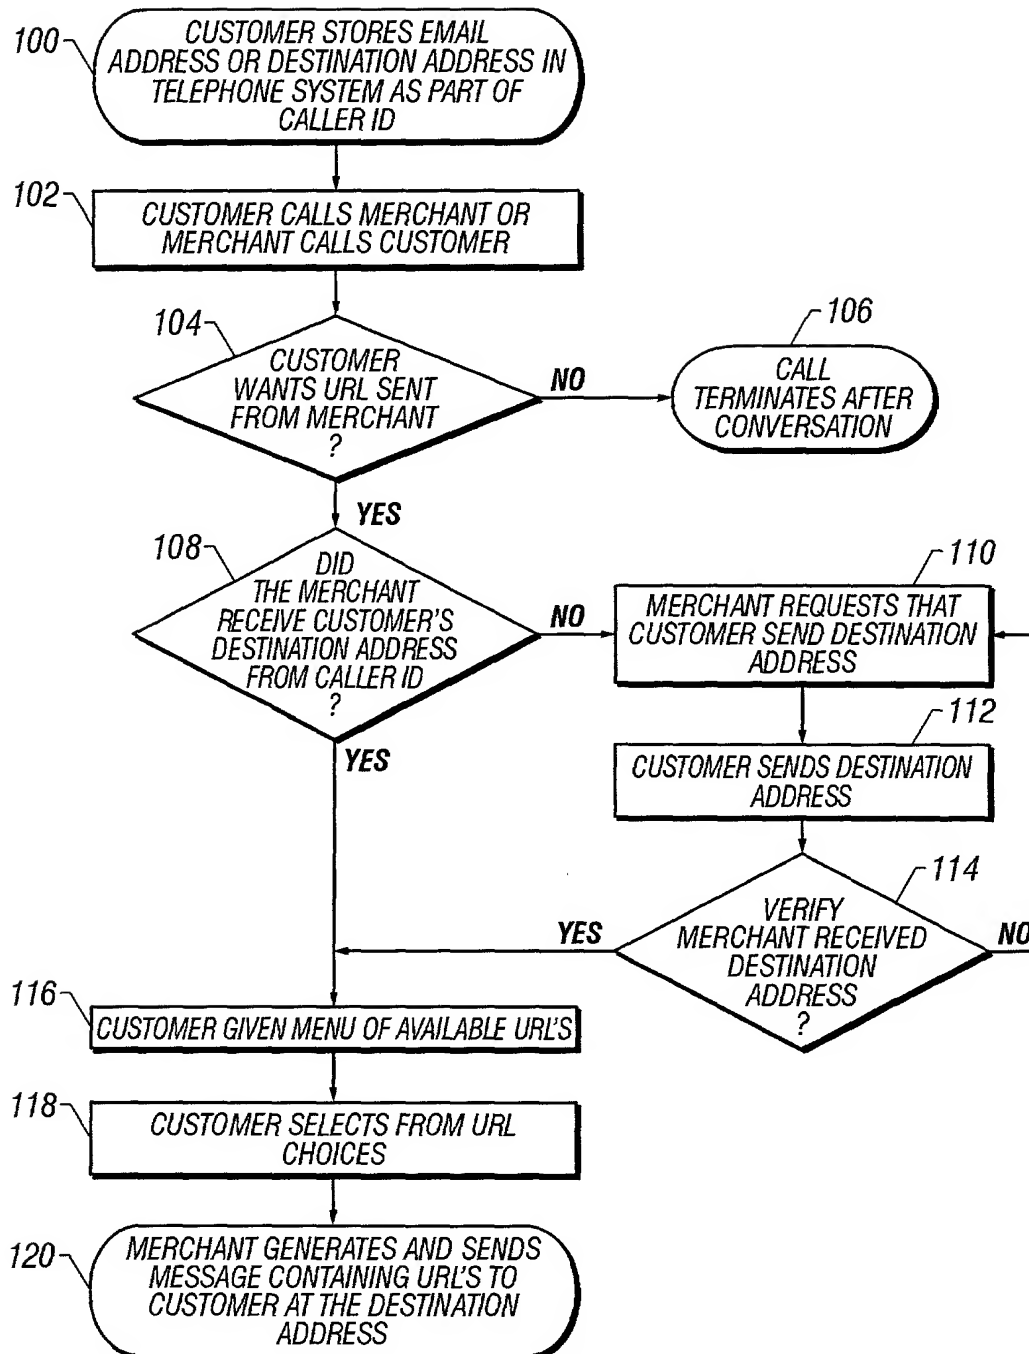 100
CUSTOMER STORES EMAIL
ADDRESS OR DESTINATION ADDRESS IN
TELEPHONE SYSTEM AS PART OF
CALLER ID
102
CUSTOMER CALLS MERCHANT OR
MERCHANT CALLS CUSTOMER
104
CUSTOMER
WANTS URL SENT
FROM MERCHANT
?
NO
106
CALL
TERMINATES AFTER
CONVERSATION
YES
108
DID
THE MERCHANT
RECEIVE CUSTOMER'S
DESTINATION ADDRESS
FROM CALLER ID
?
NO
110
MERCHANT REQUESTS THAT
CUSTOMER SEND DESTINATION
ADDRESS
YES
112
CUSTOMER SENDS DESTINATION
ADDRESS
114
VERIFY
MERCHANT RECEIVED
DESTINATION
ADDRESS
?
YES
NO
116
CUSTOMER GIVEN MENU OF AVAILABLE URL'S
118
CUSTOMER SELECTS FROM URL
CHOICES
120
MERCHANT GENERATES AND SENDS
MESSAGE CONTAINING URL'S TO
CUSTOMER AT THE DESTINATION
ADDRESS